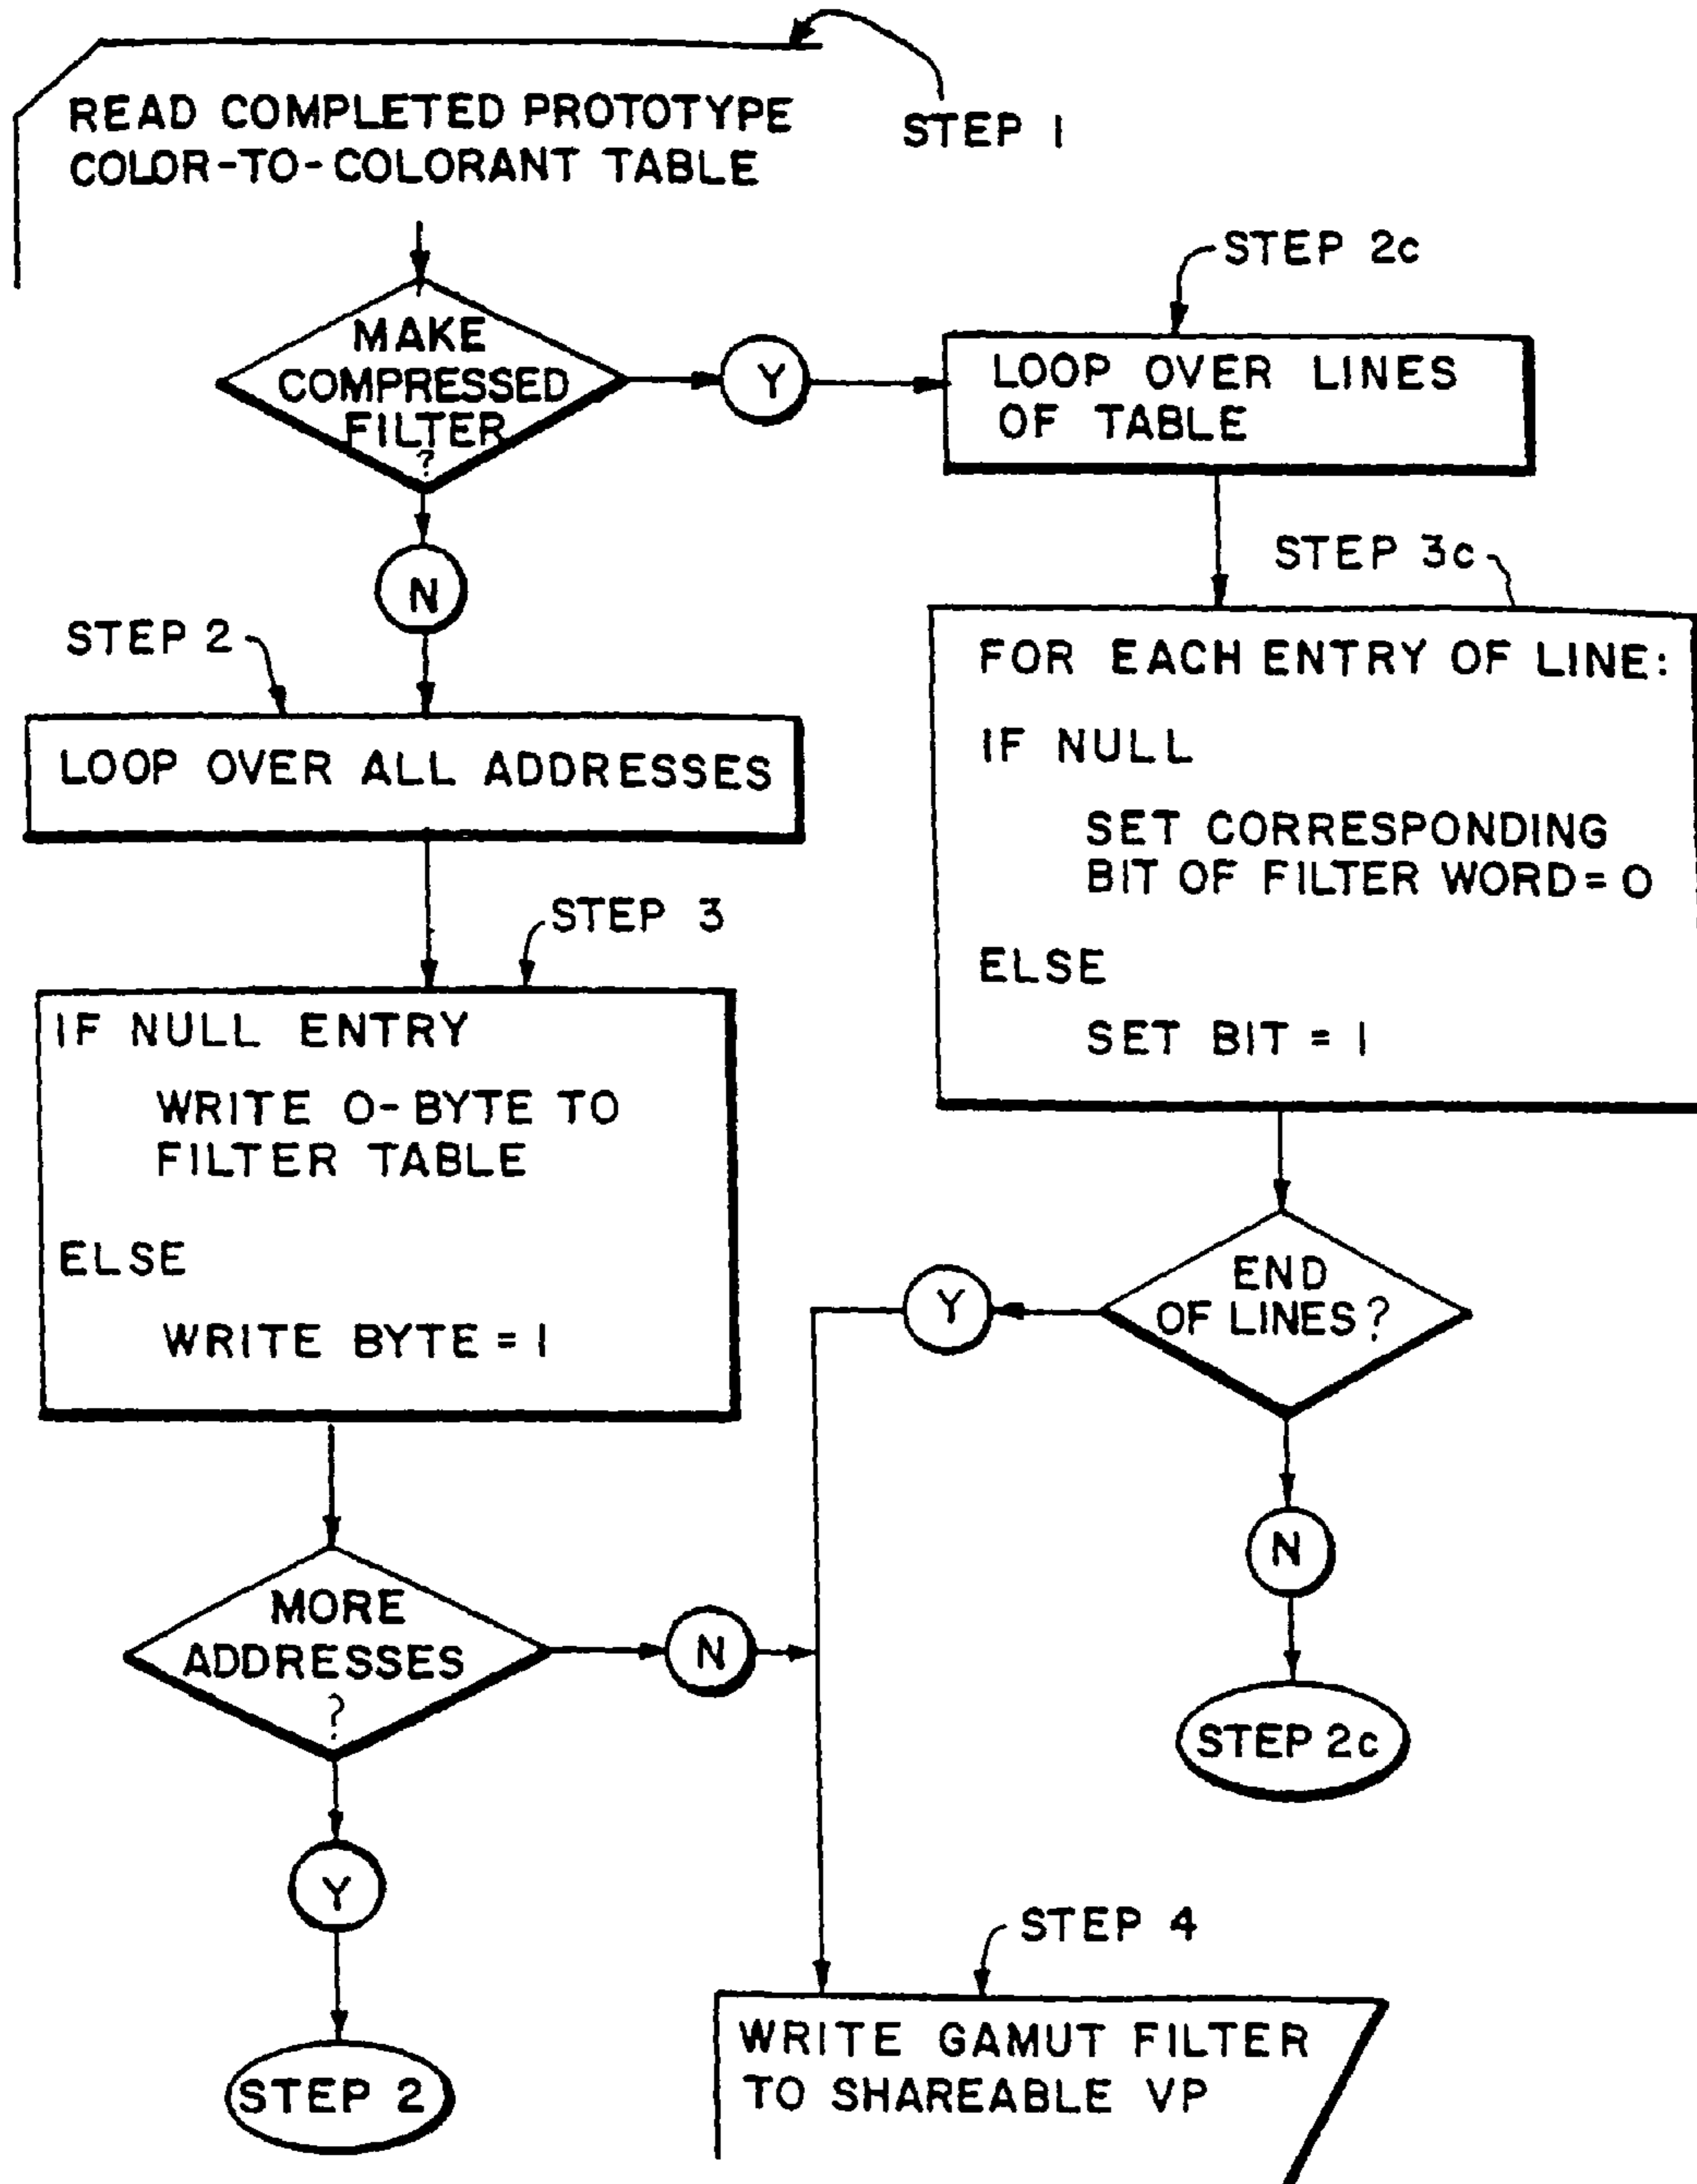 READ COMPLETED PROTOTYPE
COLOR-TO-COLORANT TABLE
STEP 1
MAKE
COMPRESSED
FILTER
?
Y
STEP 2c
LOOP OVER LINES
OF TABLE
N
STEP 2
LOOP OVER ALL ADDRESSES
STEP 3c
FOR EACH ENTRY OF LINE:
IF NULL
SET CORRESPONDING
BIT OF FILTER WORD=0
ELSE
SET BIT = 1
STEP 3
IF NULL ENTRY
WRITE 0-BYTE TO
FILTER TABLE
ELSE
WRITE BYTE = 1
END
OF LINES?
Y
N
STEP 2c
MORE
ADDRESSES
?
N
Y
STEP 2
STEP 4
WRITE GAMUT FILTER
TO SHAREABLE VP